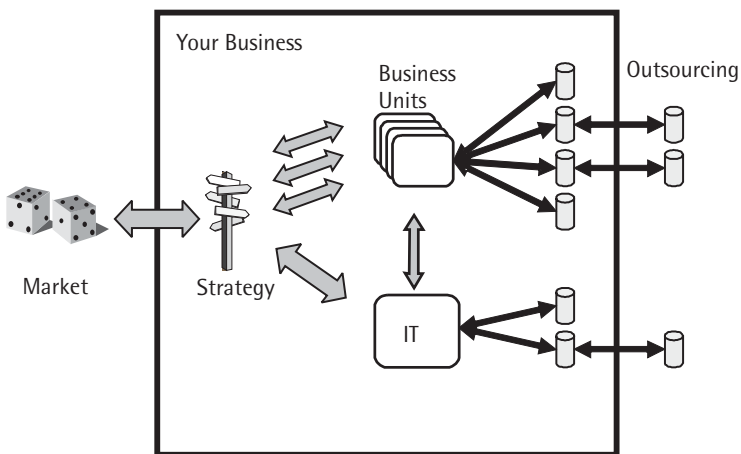 Your Business
Business
Units
Outsourcing
Market
Strategy
IT